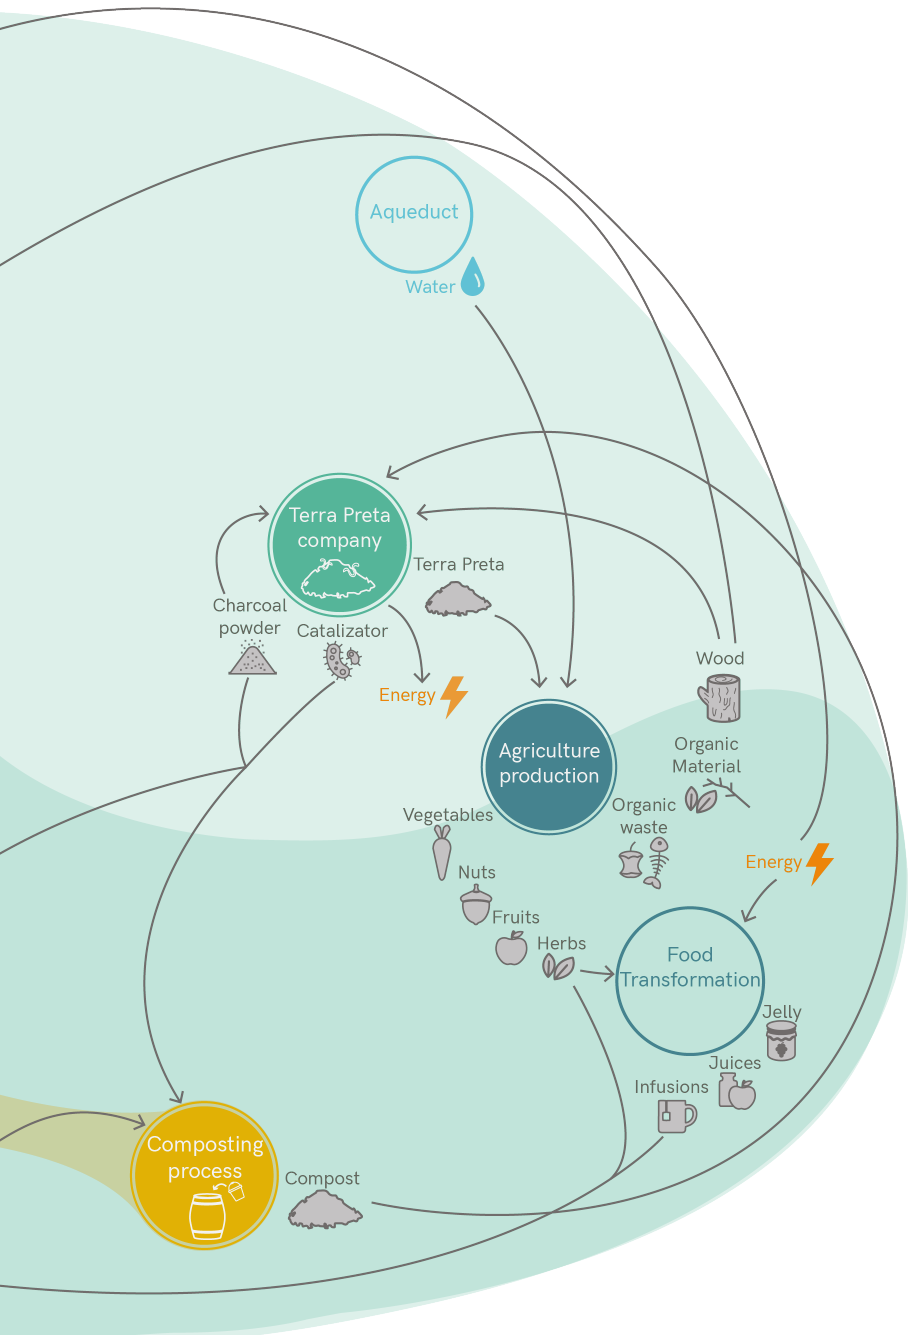 Aqueduct
Water
Terra Preta
company
Terra Preta
Charcoal
powder
Catalizator
Energy
Wood
Organic
Material
Agriculture
production
Organic
waste
Vegetables
Nuts
Fruits
Herbs
Energy
Food
Transformation
Jelly
Juices
Infusions
Composting
process
Compost